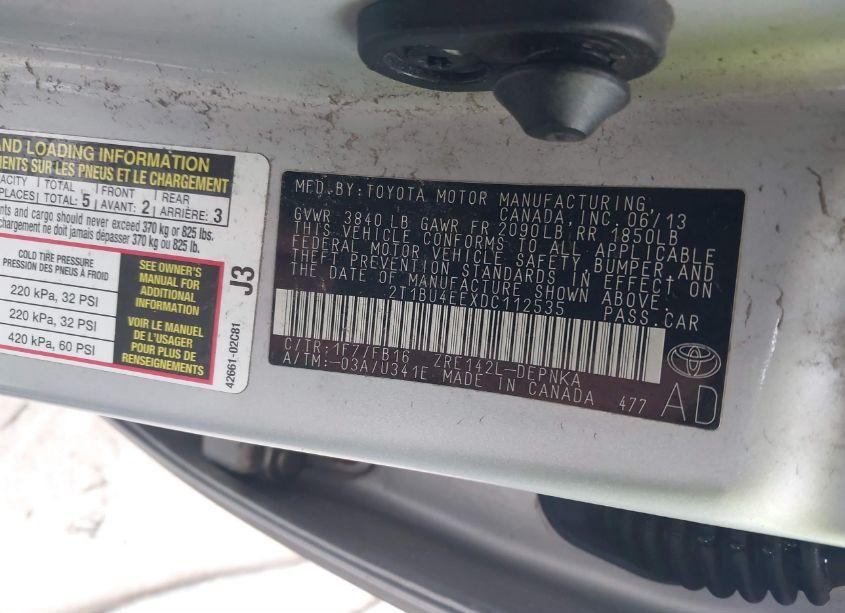 AND LOADING INFORMATION
MENTS SUR LES PNEUS ET LE CHARGEMENT
ACITY TOTAL FRONT REAR
PLACES TOTAL: 5 AVANT: 2 ARRIÈRE: 3
nts and cargo should never exceed 370 kg or 825 lbs.
chargement ne doit jamais dépasser 370 kg ou 825 lb.
COLD TIRE PRESSURE
PRESSION DES PNEUS À FROID
220 kPa, 32 PSI
220 kPa, 32 PSI
420 kPa, 60 PSI
SEE OWNER'S
MANUAL FOR
ADDITIONAL
INFORMATION
VOIR LE MANUEL
DE L'USAGER
POUR PLUS DE
RENSEIGNEMENTS
J3
42661-02C81
MFD.BY:TOYOTA MOTOR MANUFACTURING
CANADA,INC.06/13
GVWR 3840LB GAWR FR 2090LB,RR 1850LB
THIS VEHICLE CONFORMS TO ALL APPLICABLE
FEDERAL MOTOR VEHICLE SAFETY,BUMPER,AND
THEFT PREVENTION STANDARDS IN EFFECT ON
THE DATE OF MANUFACTURE SHOWN ABOVE.
2T1BU4EEXDC112535 PASS.CAR
C/TR:1F7/FB16 ZRE142L-DEPNKA
A/TM:-03A/U341E MADE IN CANADA 477
AD